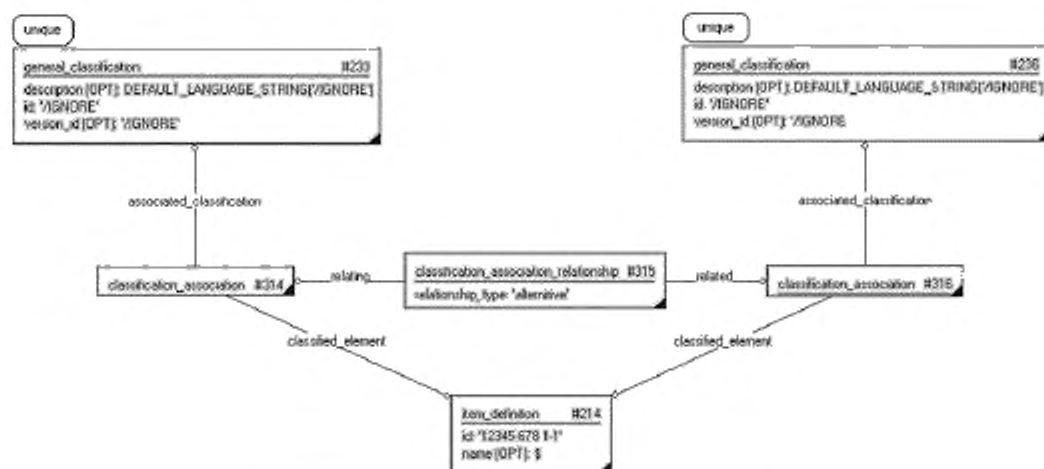 unique
unique
general_classification #233
description [OPT]: DEFAULT_LANGUAGE_STRING['/IGNORE']
id: '/IGNORE'
version_id [OPT]: '/IGNORE'
general_classification #236
description [OPT]: DEFAULT_LANGUAGE_STRING['/IGNORE']
id: '/IGNORE'
version_id [OPT]: '/IGNORE
associated_classification
associated_classification
classification_association #314
relating
classification_association_relationship #315
relationship_type: 'alternitive'
related
classification_association #316
classified_element
classified_element
item_definition #214
id: '12345-678 1-1'
name [OPT]: $